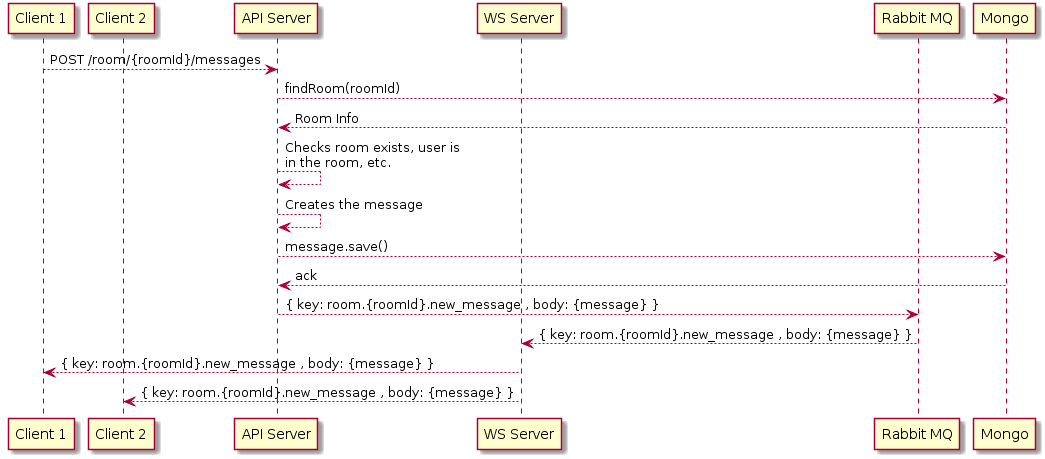 Client 1
Client 2
API Server
WS Server
Rabbit MQ
Mongo
POST /room/{roomId}/messages
findRoom(roomId)
Room Info
Checks room exists, user is
in the room, etc.
Creates the message
message.save()
ack
{ key: room.{roomId}.new_message , body: {message} }
{ key: room.{roomId}.new_message , body: {message} }
{ key: room.{roomId}.new_message , body: {message} }
{ key: room.{roomId}.new_message , body: {message} }
Client 1
Client 2
API Server
WS Server
Rabbit MQ
Mongo